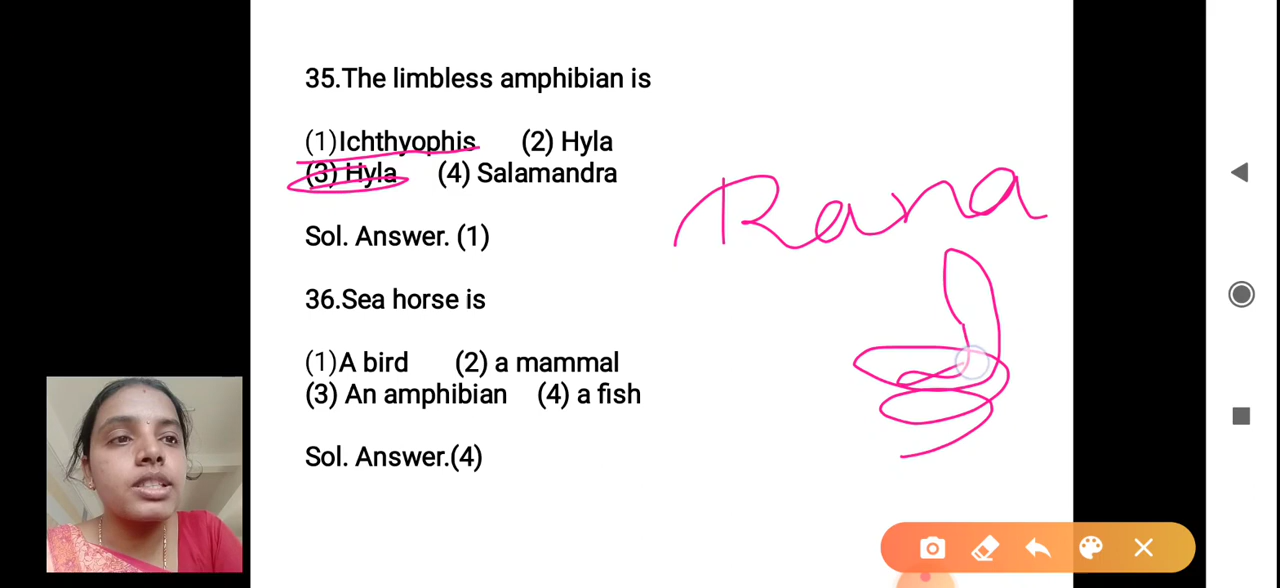 35.The limbless amphibian is
(1)Ichthyophis (2) Hyla
(3) Hyla (4) Salamandra
Rana
Sol. Answer. (1)
36.Sea horse is
(1)A bird (2) a mammal
(3) An amphibian (4) a fish
Sol. Answer.(4)